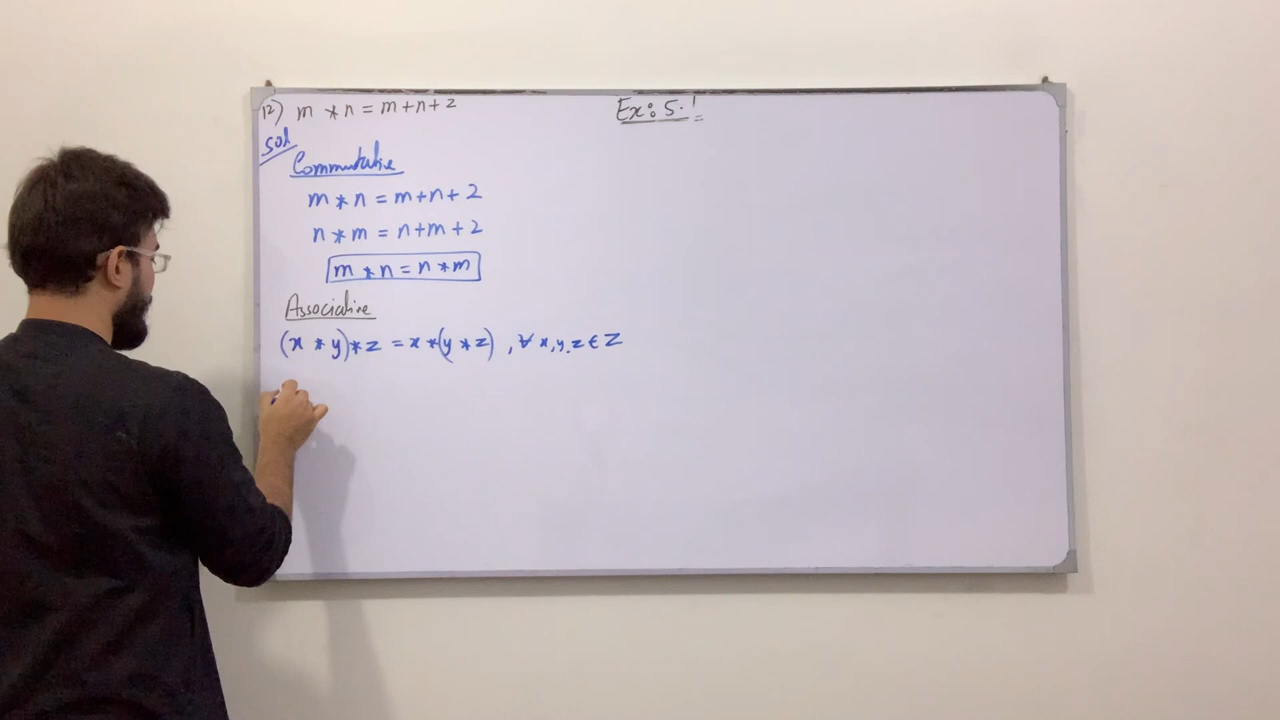 12) m * n = m+n+2
Ex: 5.1
Sol
Commutative
m * n = m+n+2
n * m = n+m+2
m * n = n * m
Associative
(x * y) * z = x * (y * z) , ∀ x,y,z ∈ Z